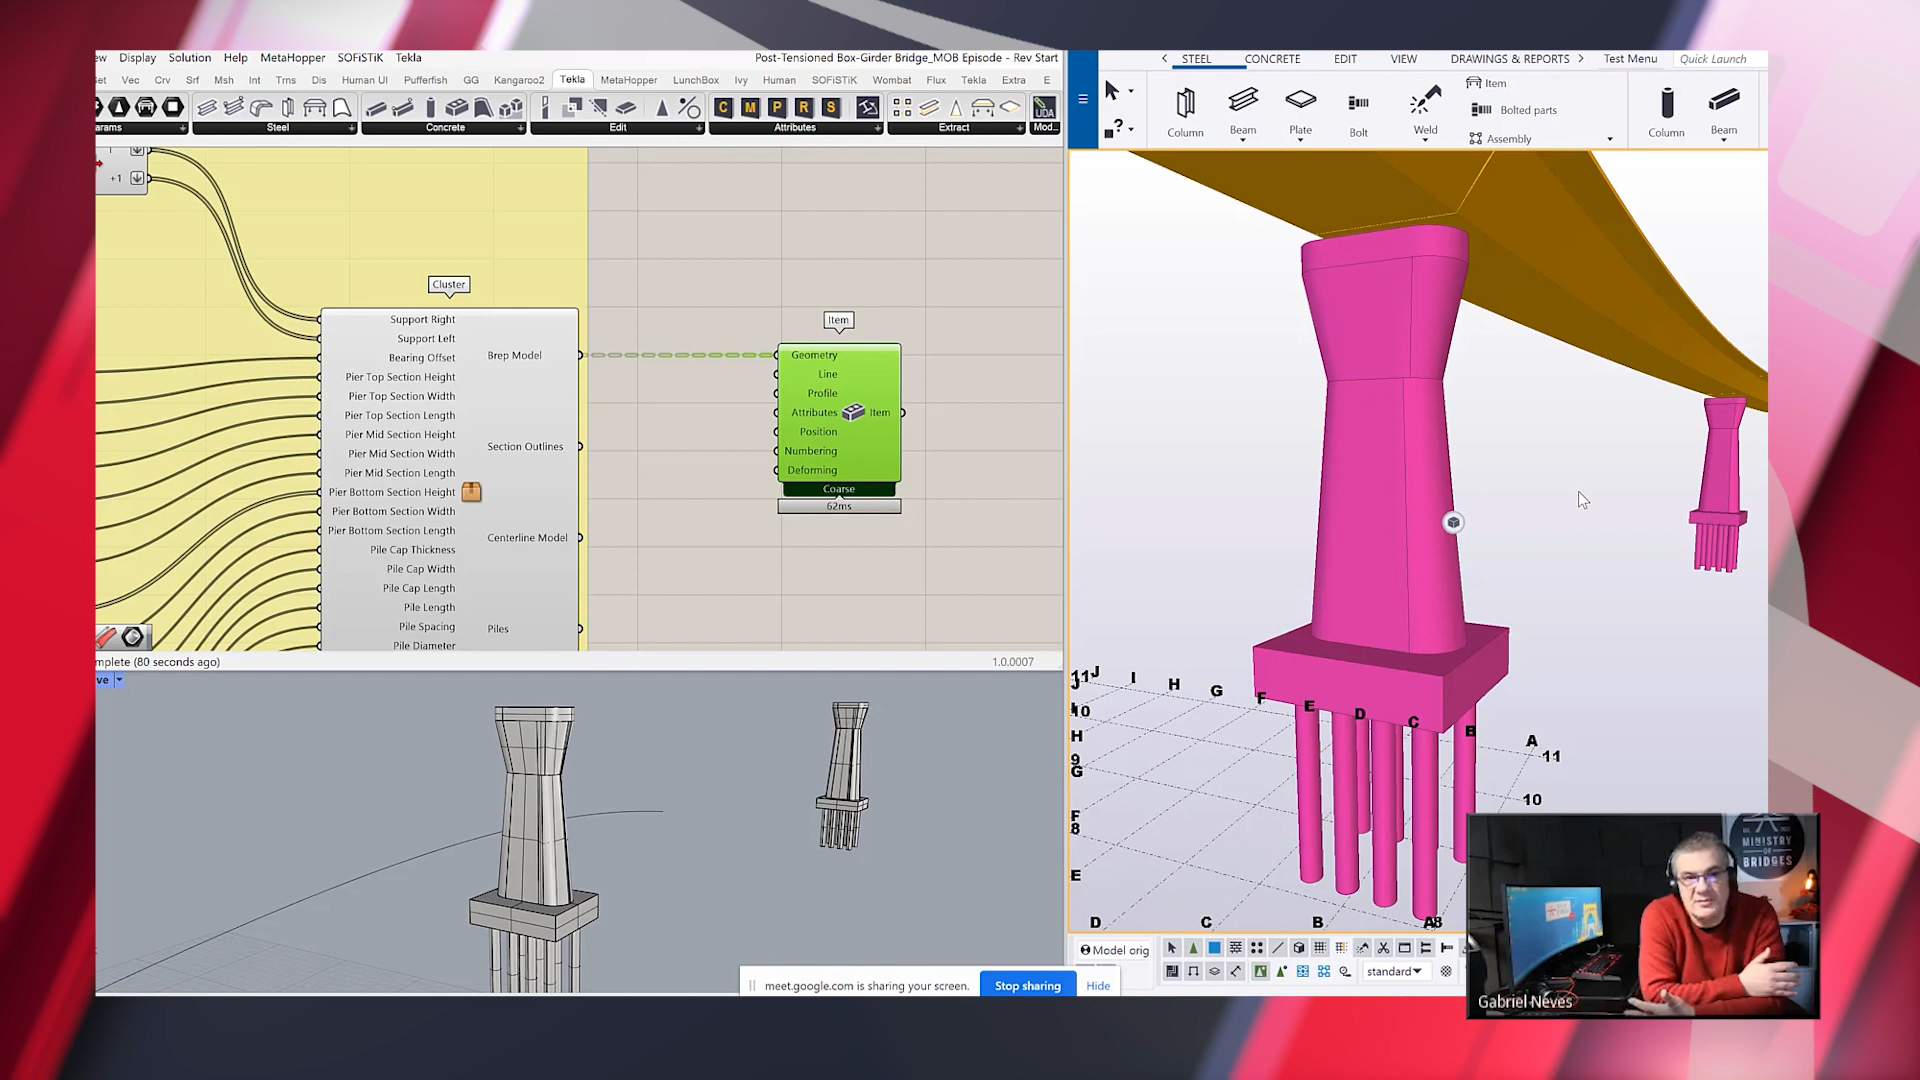 ew Display Solution Help MetaHopper SOFiSTiK Tekla
Post-Tensioned Box-Girder Bridge_MOB Episode - Rev Start
et Vec Crv Srf Msh Int Trns Dis Human UI Pufferfish GG Kangaroo2 Tekla MetaHopper LunchBox Ivy Human SOFiSTiK Wombat Flux Tekla Extra E
C M P R S
UDA
arams Steel Concrete Edit Attributes Extract Mod...
+1
Cluster
Support Right
Support Left
Bearing Offset
Pier Top Section Height
Pier Top Section Width
Pier Top Section Length
Pier Mid Section Height
Pier Mid Section Width
Pier Mid Section Length
Pier Bottom Section Height
Pier Bottom Section Width
Pier Bottom Section Length
Pile Cap Thickness
Pile Cap Width
Pile Cap Length
Pile Length
Pile Spacing
Pile Diameter
Brep Model
Section Outlines
Centerline Model
Piles
Item
Geometry
Line
Profile
Attributes
Position
Numbering
Deforming
Item
Coarse
62ms
mplete (80 seconds ago)
1.0.0007
ve
STEEL CONCRETE EDIT VIEW DRAWINGS & REPORTS Test Menu Quick Launch
Column Beam Plate Bolt Weld
Item
Bolted parts
Assembly
Column Beam
11 J I H G F E D C B A 11
10
10
H
9
G
F
8
E
D C B A8
Model orig
standard
meet.google.com is sharing your screen.
Stop sharing
Hide
MINISTRY
OF
BRIDGES
Gabriel Neves